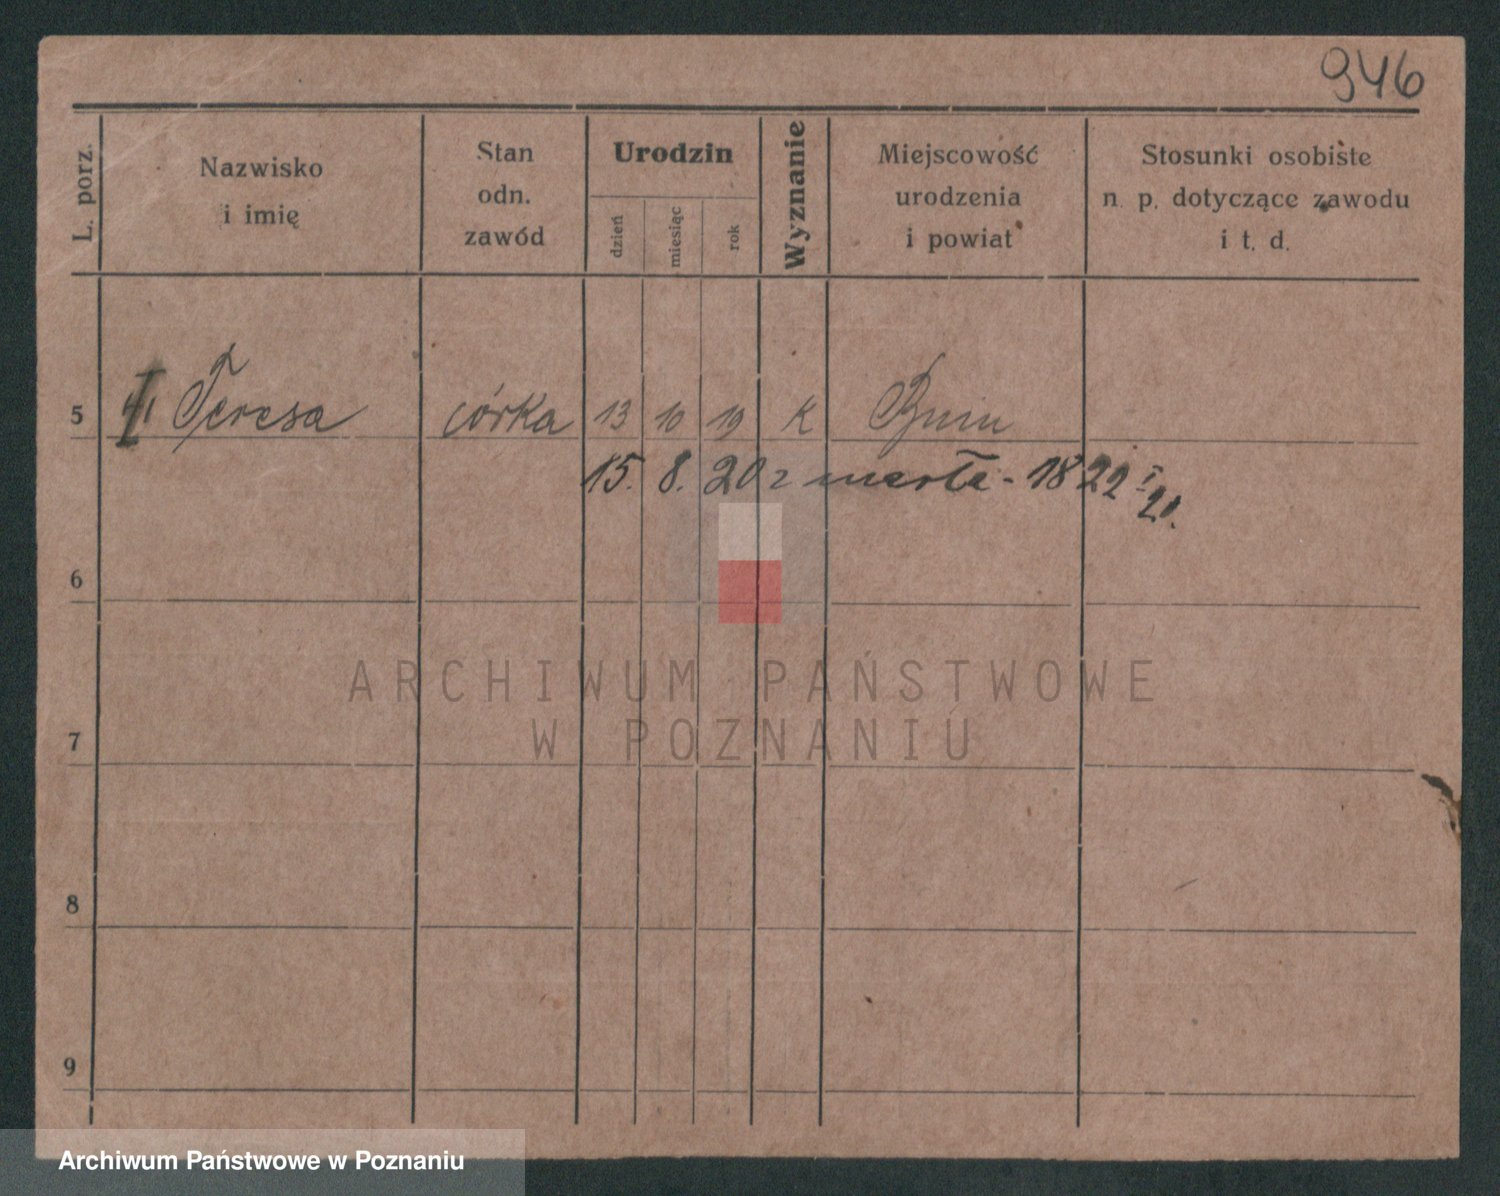 946
L. porz.
Nazwisko
i imię
Stan
odn.
zawód
Urodzin
dzień
miesiąc
rok
Wyznanie
Miejscowość
urodzenia
i powiat
Stosunki osobiste
n. p. dotyczące zawodu
i t. d.
5 Teresa córka 13 10 19 K Bnin
15. 8. 20 zmarła - 1822 I/21.
6
ARCHIWUM PAŃSTWOWE
W POZNANIU
7
8
9
Archiwum Państwowe w Poznaniu